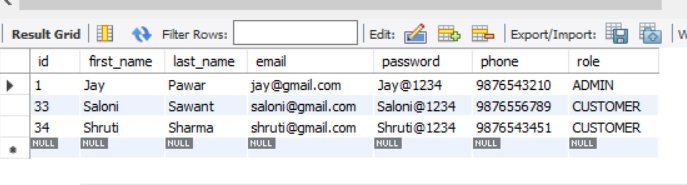 Result Grid Filter Rows: Edit: Export/Import:
id first_name last_name email password phone role
1 Jay Pawar jay@gmail.com Jay@1234 9876543210 ADMIN
33 Saloni Sawant saloni@gmail.com Saloni@1234 9876556789 CUSTOMER
34 Shruti Sharma shruti@gmail.com Shruti@1234 9876543451 CUSTOMER
NULL NULL NULL NULL NULL NULL NULL